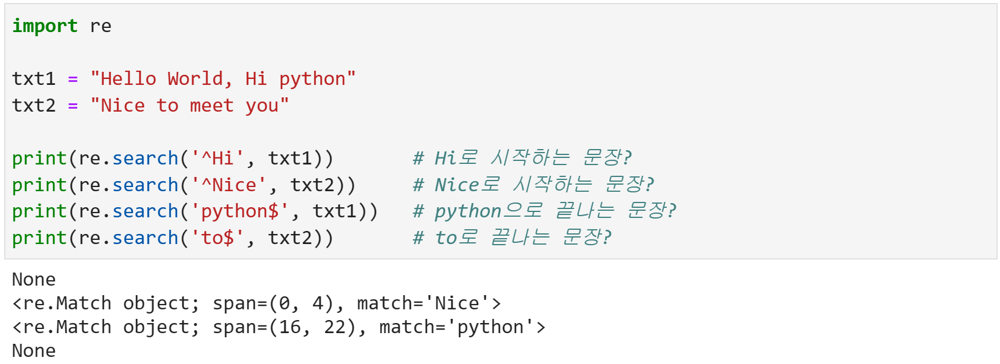 import re
txt1 = "Hello World, Hi python"
txt2 = "Nice to meet you"
print(re.search('^Hi', txt1))       # Hi로 시작하는 문장?
print(re.search('^Nice', txt2))     # Nice로 시작하는 문장?
print(re.search('python$', txt1))   # python으로 끝나는 문장?
print(re.search('to$', txt2))       # to로 끝나는 문장?
None
<re.Match object; span=(0, 4), match='Nice'>
<re.Match object; span=(16, 22), match='python'>
None